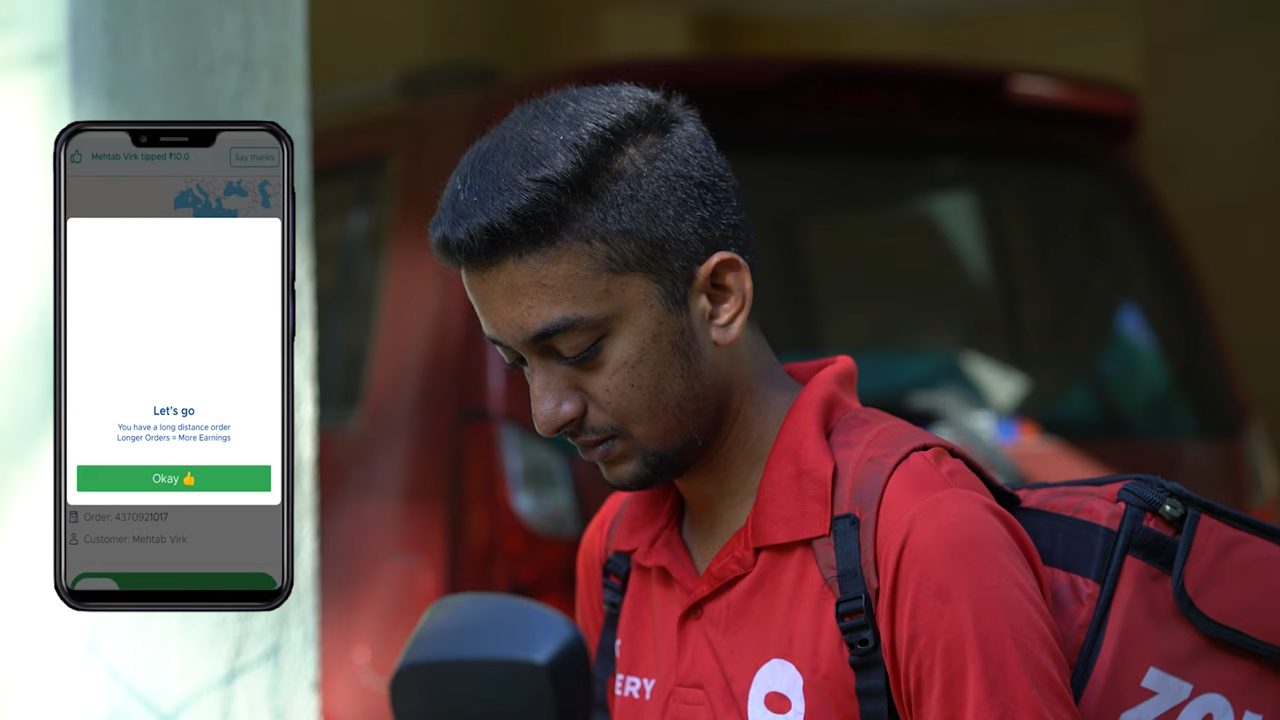 Mehtab Virk tipped ₹10.0
Say thanks
Let's go
You have a long distance order
Longer Orders = More Earnings
Okay 👍
Order: 4370921017
Customer: Mehtab Virk
ERY